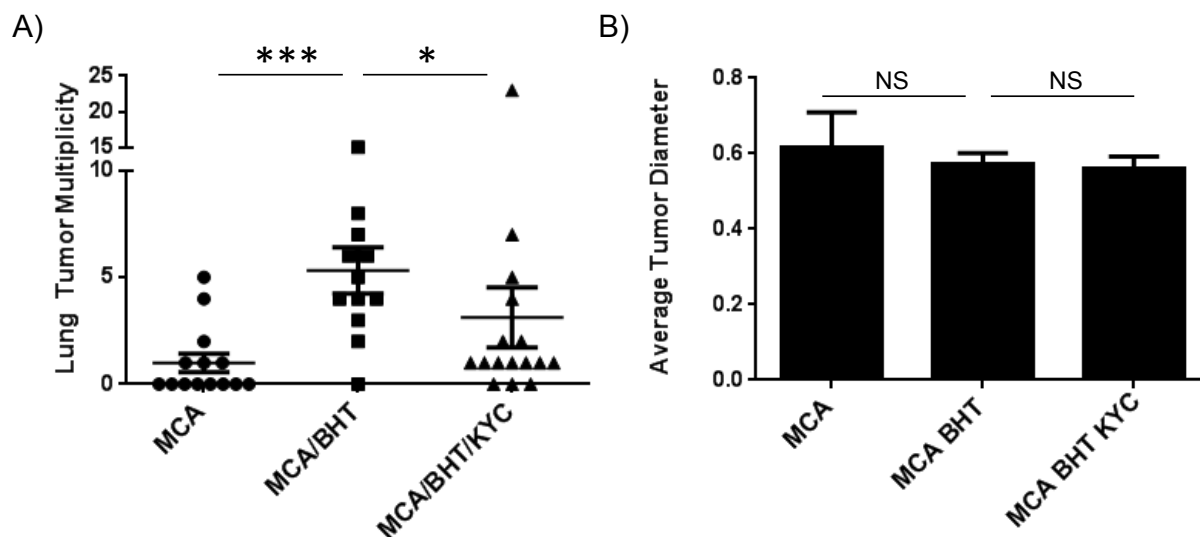 A)
Lung Tumor Multiplicity
25
20
15
10
5
0
***
*
MCA
MCA/BHT
MCA/BHT/KYC
B)
Average Tumor Diameter
0.8
0.6
0.4
0.2
0.0
NS
NS
MCA
MCA BHT
MCA BHT KYC